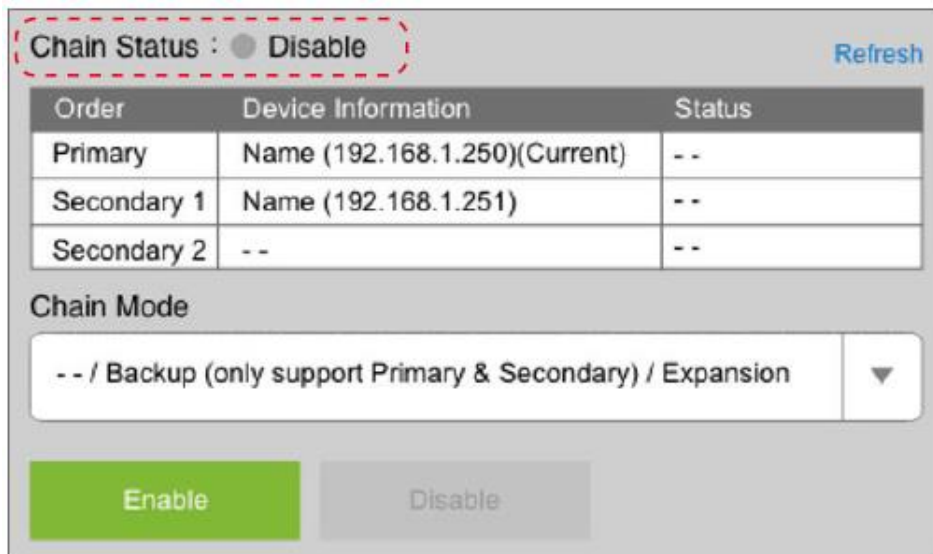 Chain Status : Disable
Refresh
Order Device Information Status
Primary Name (192.168.1.250)(Current) - -
Secondary 1 Name (192.168.1.251) - -
Secondary 2 - - - -
Chain Mode
- - / Backup (only support Primary & Secondary) / Expansion
Enable Disable